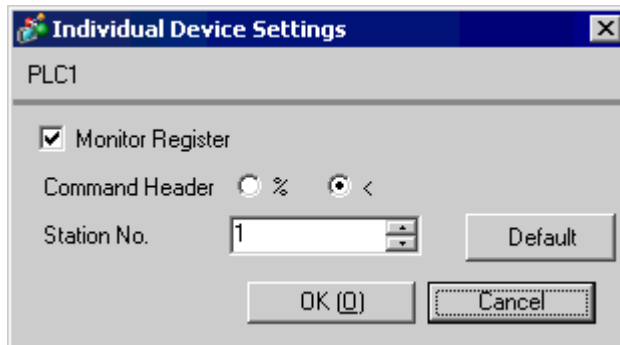 Individual Device Settings
PLC1
Monitor Register
Command Header % <
Station No. 1 Default
OK (O) Cancel